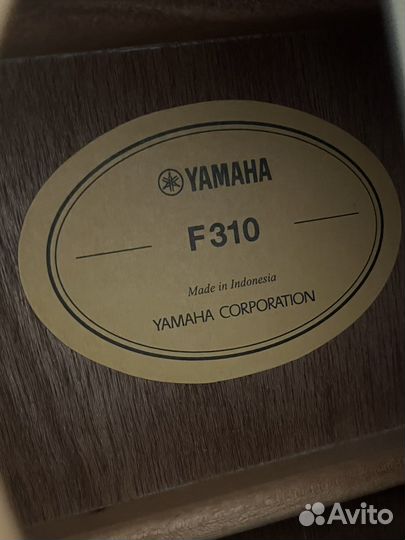 YAMAHA
F310
Made in Indonesia
YAMAHA CORPORATION
Avito